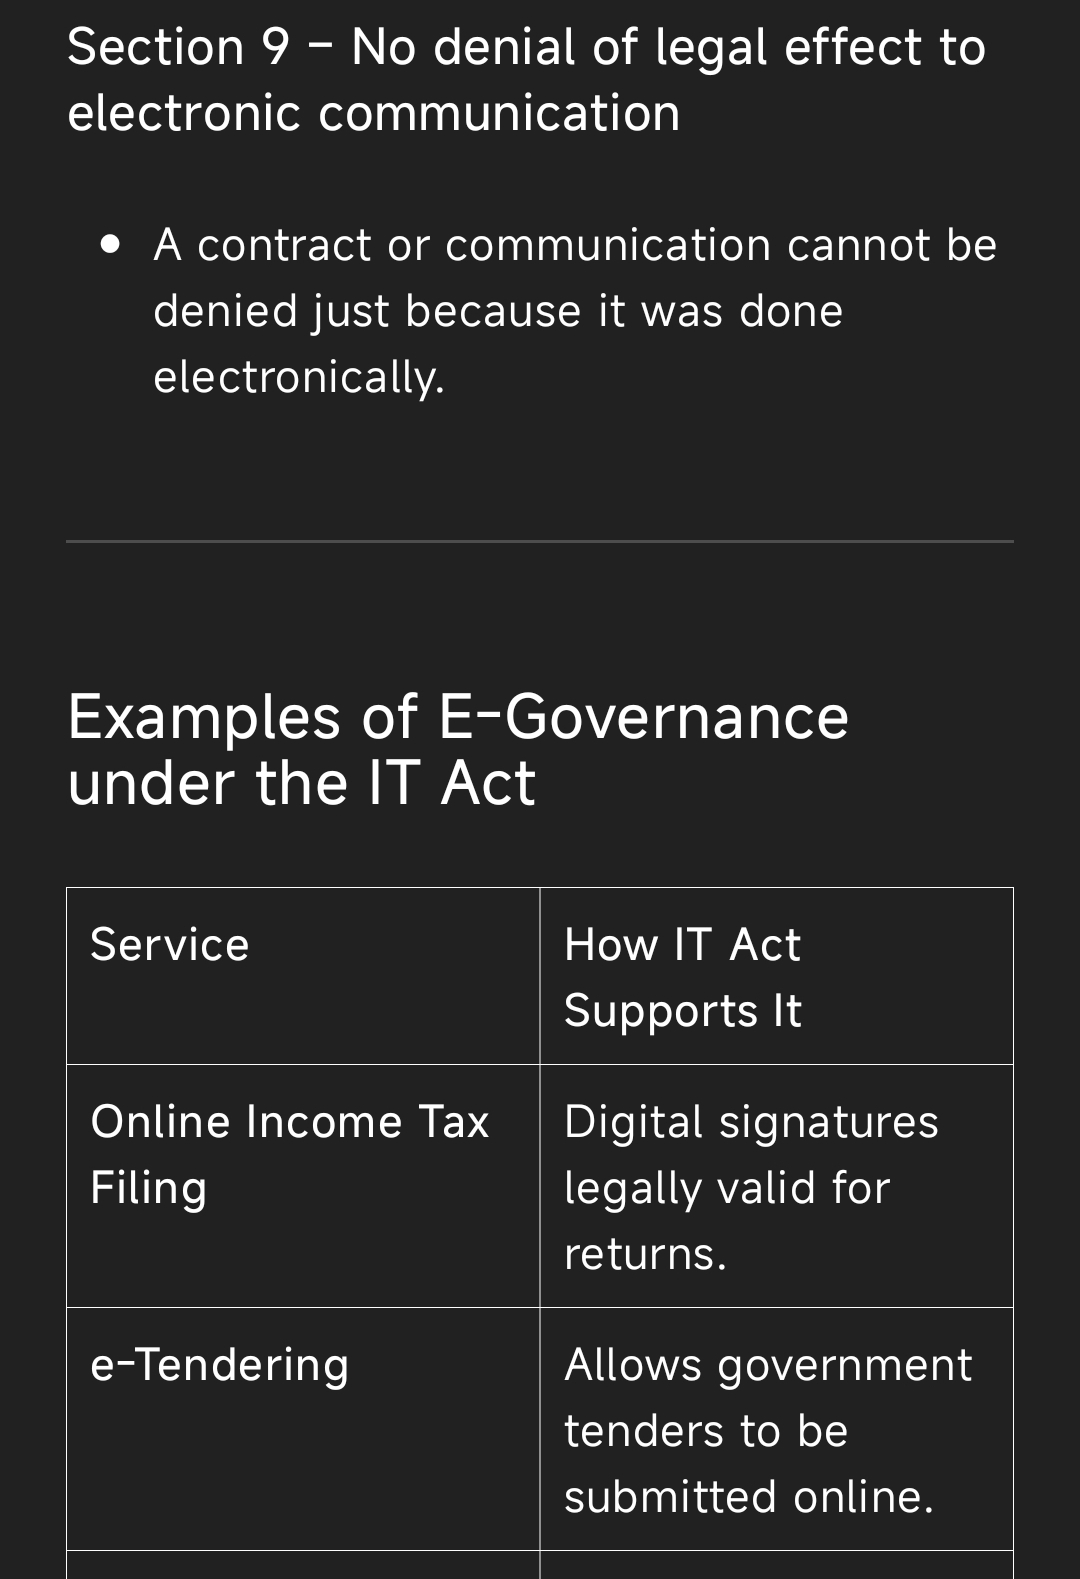 Section 9 – No denial of legal effect to
electronic communication
• A contract or communication cannot be
denied just because it was done
electronically.
Examples of E-Governance
under the IT Act
Service
How IT Act
Supports It
Online Income Tax
Filing
Digital signatures
legally valid for
returns.
e-Tendering
Allows government
tenders to be
submitted online.